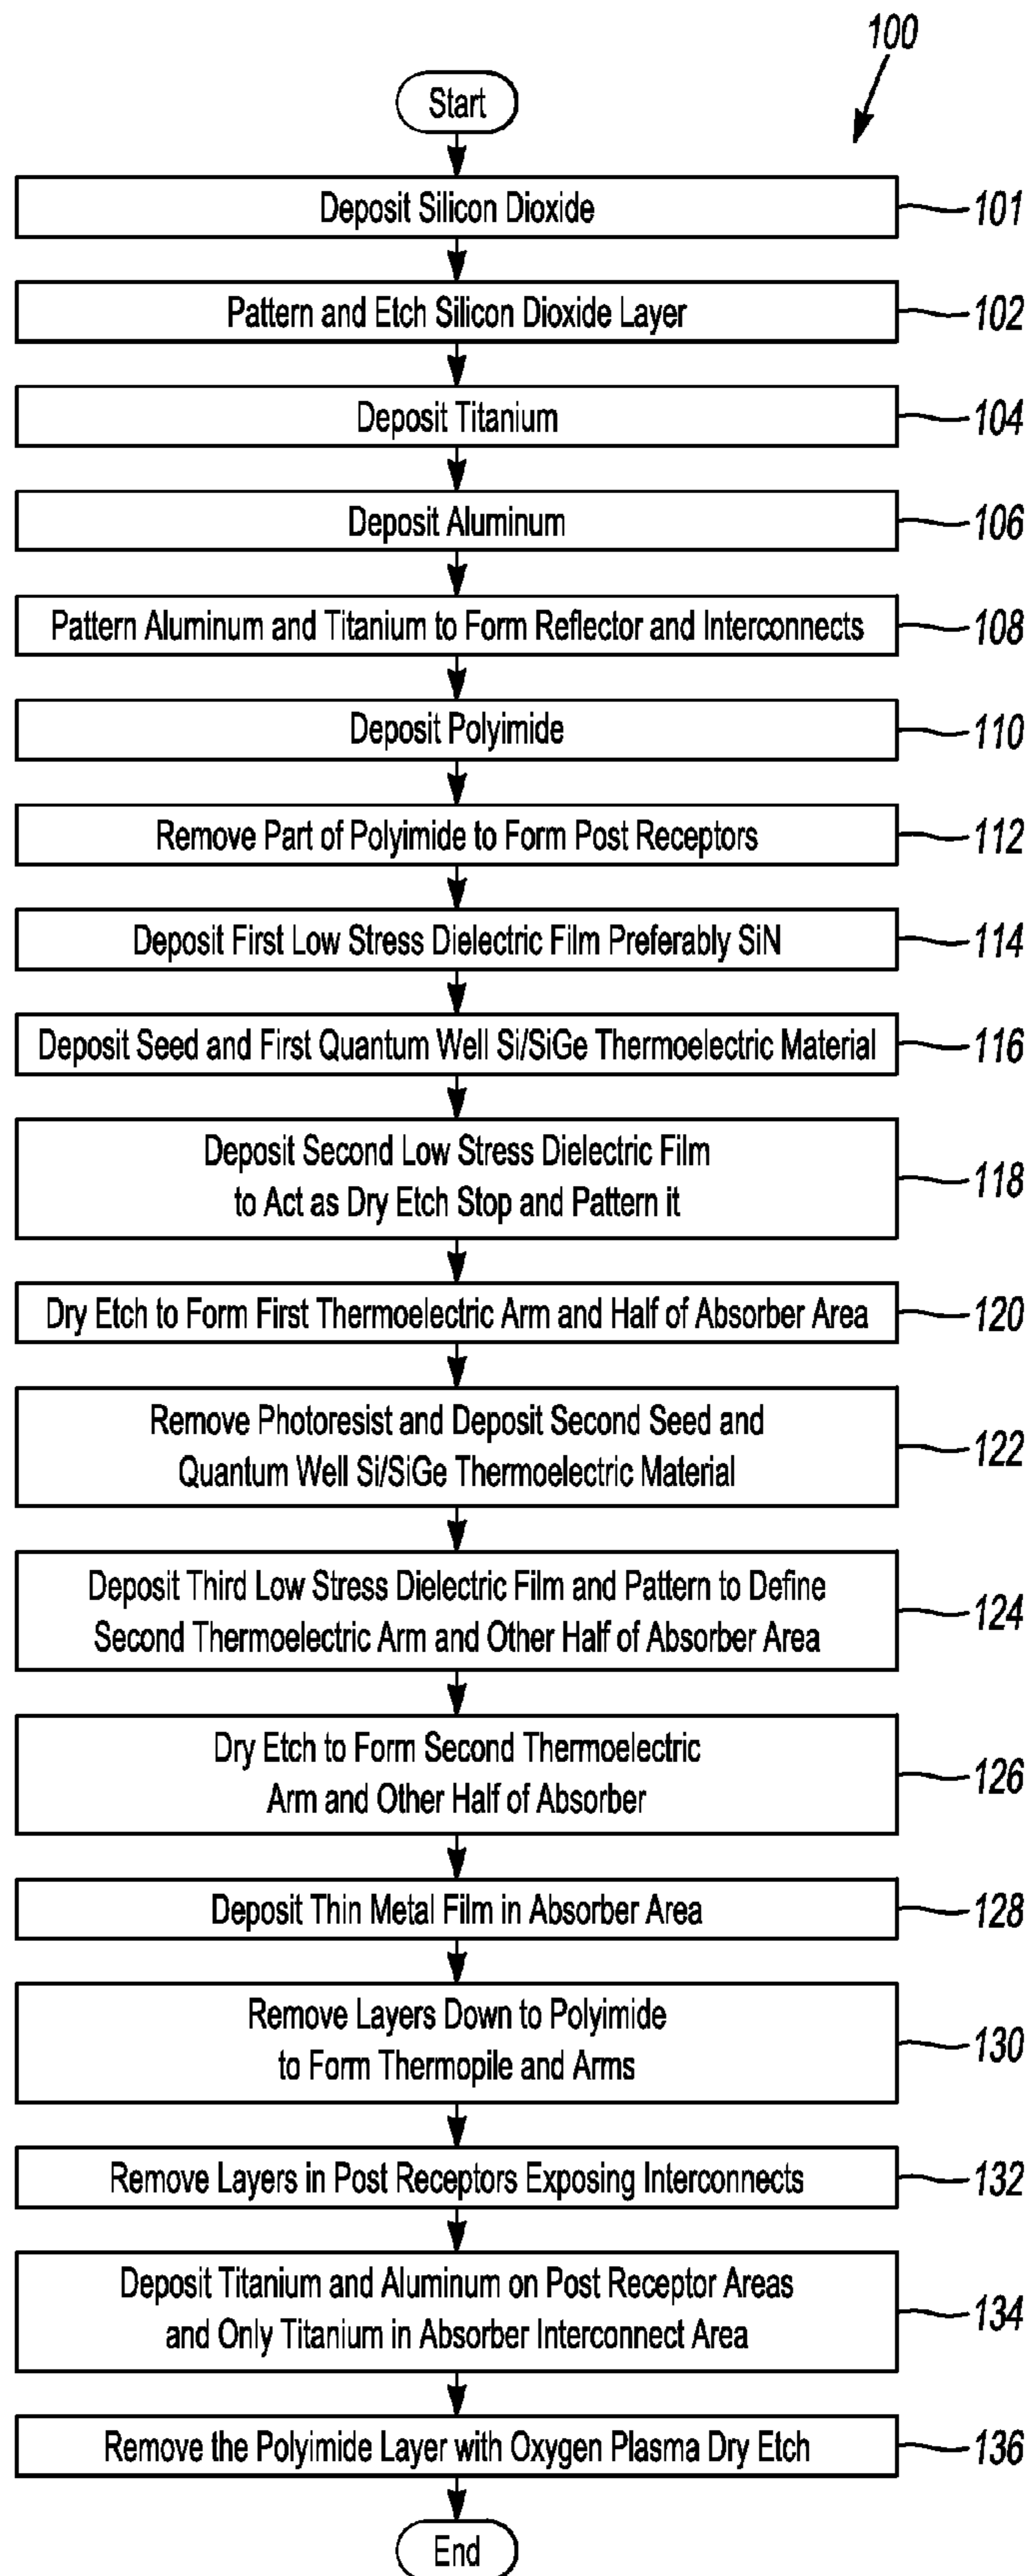 100
Start
Deposit Silicon Dioxide
101
Pattern and Etch Silicon Dioxide Layer
102
Deposit Titanium
104
Deposit Aluminum
106
Pattern Aluminum and Titanium to Form Reflector and Interconnects
108
Deposit Polyimide
110
Remove Part of Polyimide to Form Post Receptors
112
Deposit First Low Stress Dielectric Film Preferably SiN
114
Deposit Seed and First Quantum Well Si/SiGe Thermoelectric Material
116
Deposit Second Low Stress Dielectric Film
to Act as Dry Etch Stop and Pattern it
118
Dry Etch to Form First Thermoelectric Arm and Half of Absorber Area
120
Remove Photoresist and Deposit Second Seed and
Quantum Well Si/SiGe Thermoelectric Material
122
Deposit Third Low Stress Dielectric Film and Pattern to Define
Second Thermoelectric Arm and Other Half of Absorber Area
124
Dry Etch to Form Second Thermoelectric
Arm and Other Half of Absorber
126
Deposit Thin Metal Film in Absorber Area
128
Remove Layers Down to Polyimide
to Form Thermopile and Arms
130
Remove Layers in Post Receptors Exposing Interconnects
132
Deposit Titanium and Aluminum on Post Receptor Areas
and Only Titanium in Absorber Interconnect Area
134
Remove the Polyimide Layer with Oxygen Plasma Dry Etch
136
End